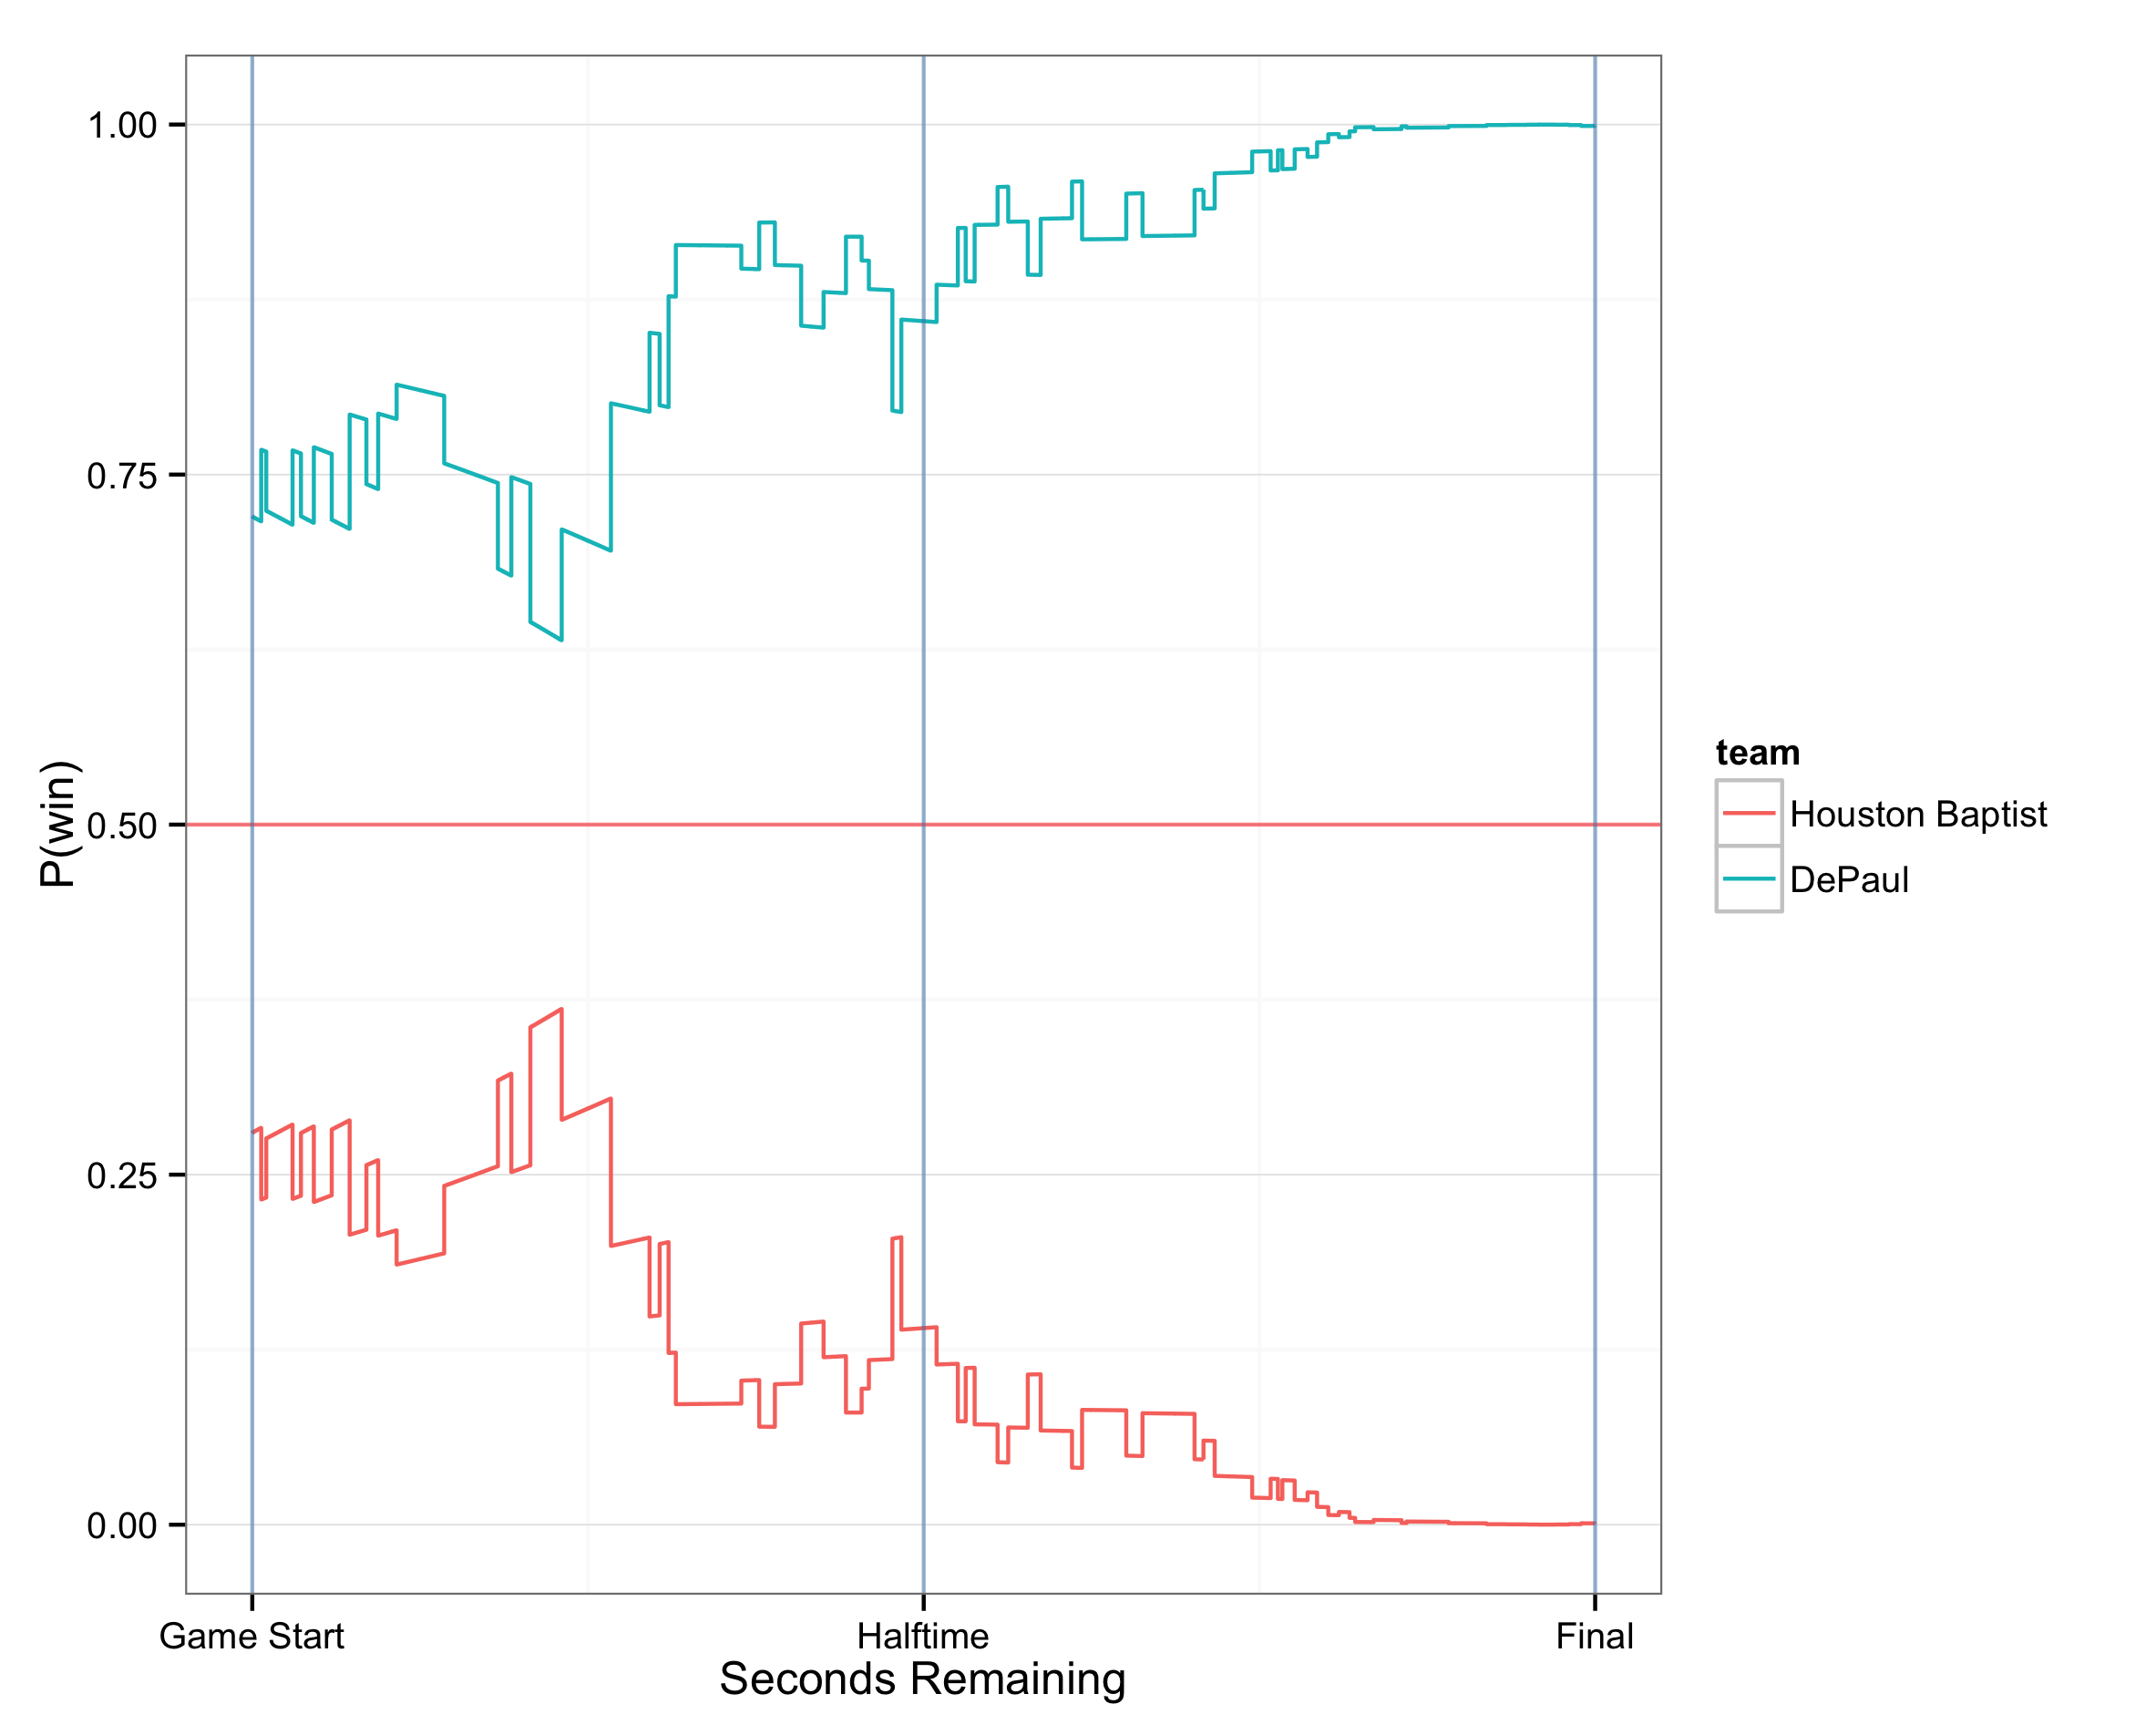 1.00
0.75
0.50
0.25
0.00
P(win)
Game Start
Halftime
Final
Seconds Remaining
team
Houston Baptist
DePaul